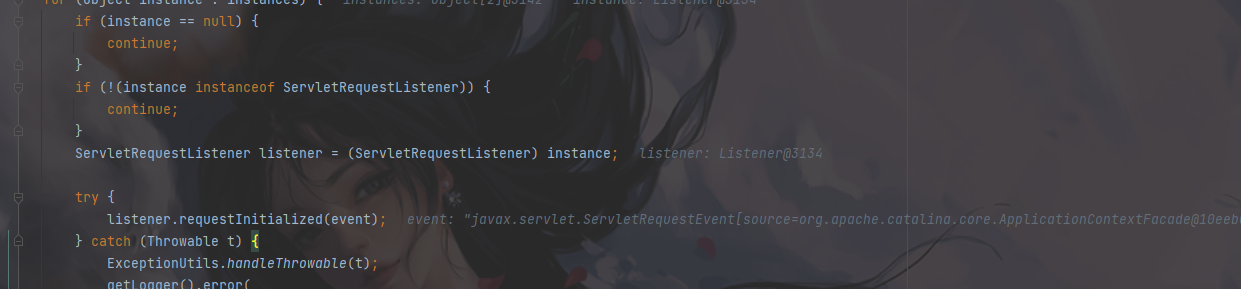 for (Object instance : instances) {   instances: Object[2]@3142    instance: Listener@3134
if (instance == null) {
continue;
}
if (!(instance instanceof ServletRequestListener)) {
continue;
}
ServletRequestListener listener = (ServletRequestListener) instance;   listener: Listener@3134
try {
listener.requestInitialized(event);   event: "javax.servlet.ServletRequestEvent[source=org.apache.catalina.core.ApplicationContextFacade@10eeb
} catch (Throwable t) {
ExceptionUtils.handleThrowable(t);
getLogger().error(